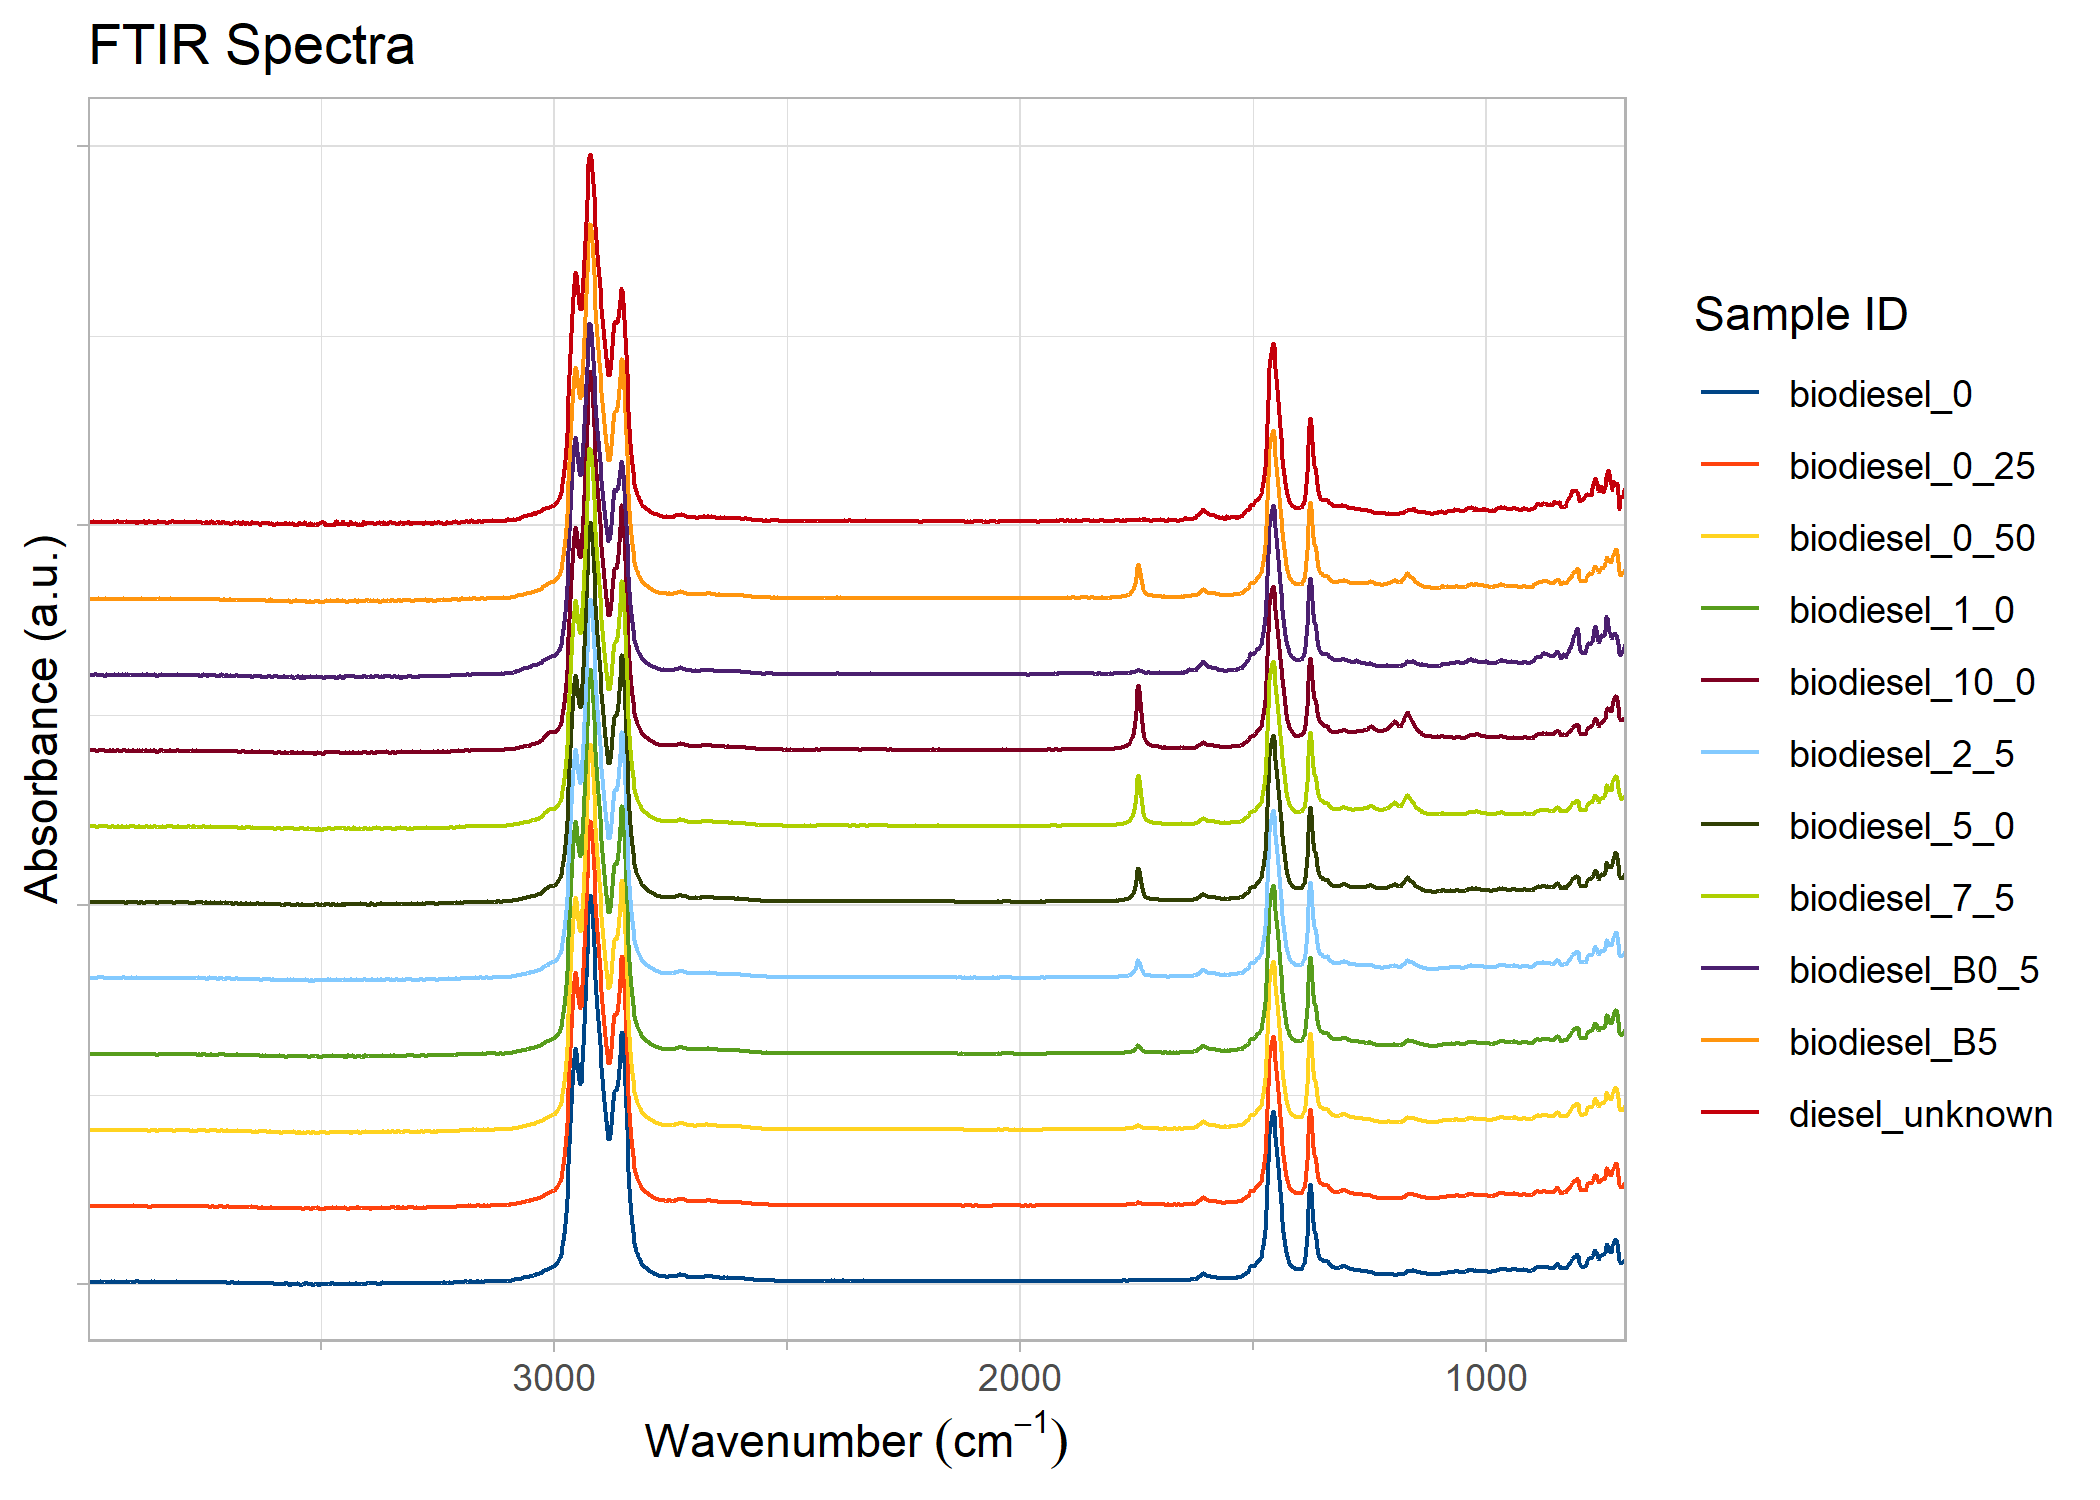 FTIR Spectra
Absorbance (a.u.)
3000
2000
1000
Wavenumber (cm⁻¹)
Sample ID
biodiesel_0
biodiesel_0_25
biodiesel_0_50
biodiesel_1_0
biodiesel_10_0
biodiesel_2_5
biodiesel_5_0
biodiesel_7_5
biodiesel_B0_5
biodiesel_B5
diesel_unknown